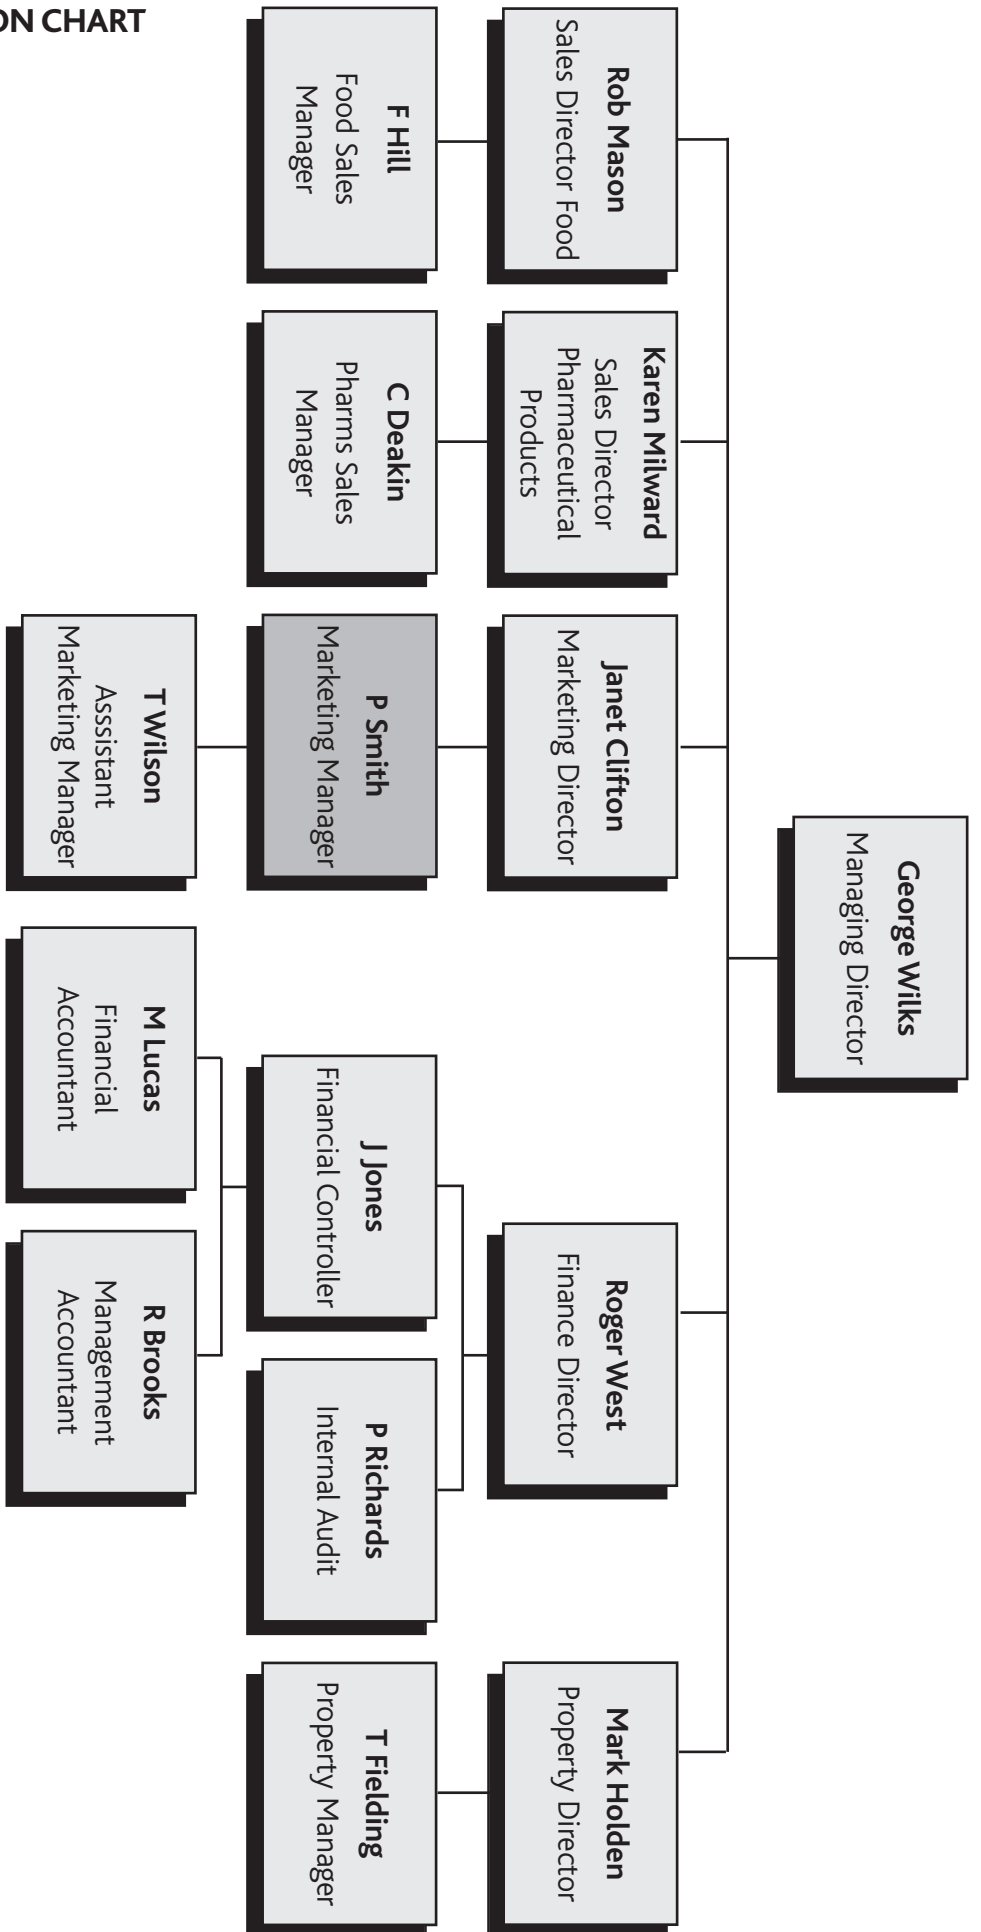 ON CHART
George Wilks
Managing Director
Rob Mason
Sales Director Food
Karen Milward
Sales Director
Pharmaceutical
Products
Janet Clifton
Marketing Director
Roger West
Finance Director
Mark Holden
Property Director
F Hill
Food Sales
Manager
C Deakin
Pharms Sales
Manager
P Smith
Marketing Manager
J Jones
Financial Controller
P Richards
Internal Audit
T Fielding
Property Manager
T Wilson
Asssistant
Marketing Manager
M Lucas
Financial
Accountant
R Brooks
Management
Accountant